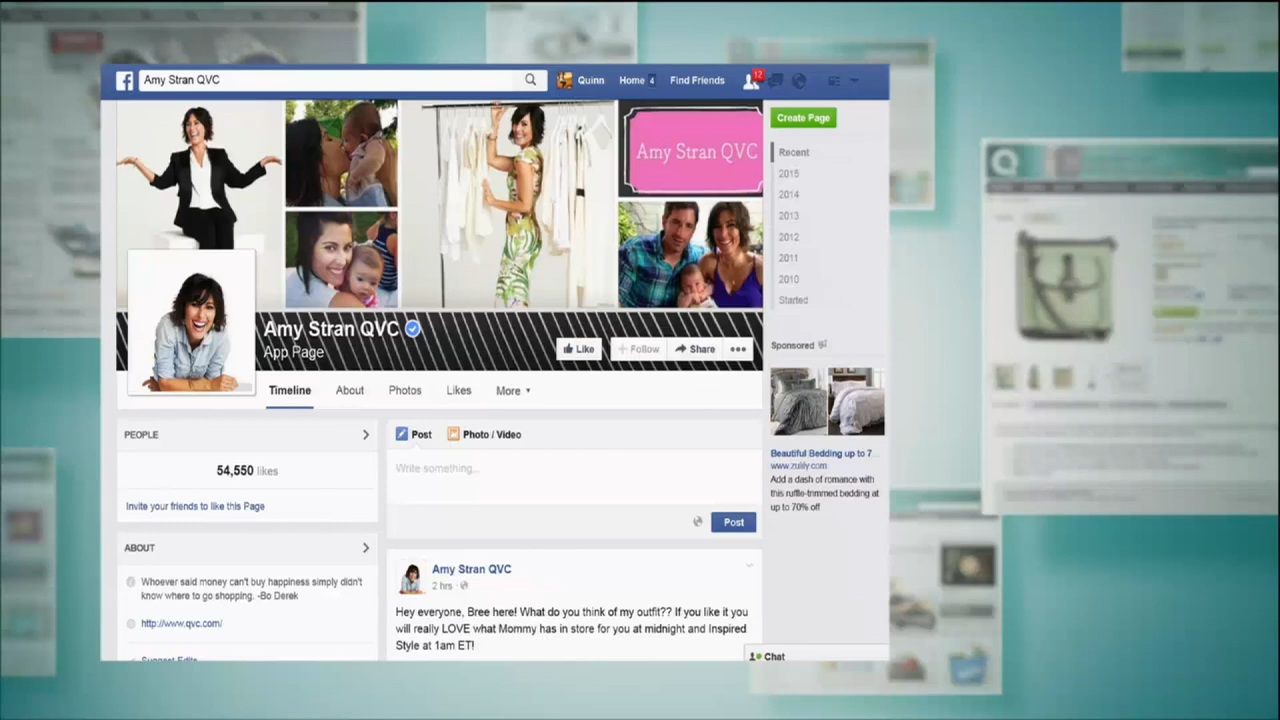 Amy Stran QVC
Quinn
Home 4
Find Friends
12
Amy Stran QVC
Create Page
Recent
2015
2014
2013
2012
2011
2010
Started
Amy Stran QVC
App Page
Like
Follow
Share
Timeline
About
Photos
Likes
More
Sponsored
PEOPLE
54,550 likes
Invite your friends to like this Page
Post
Photo / Video
Write something...
Post
Beautiful Bedding up to 7...
www.zulily.com
Add a dash of romance with
this ruffle-trimmed bedding at
up to 70% off
ABOUT
Whoever said money can't buy happiness simply didn't
know where to go shopping. -Bo Derek
http://www.qvc.com/
Suggest Edits
Amy Stran QVC
2 hrs
Hey everyone, Bree here! What do you think of my outfit?? If you like it you
will really LOVE what Mommy has in store for you at midnight and Inspired
Style at 1am ET!
Chat